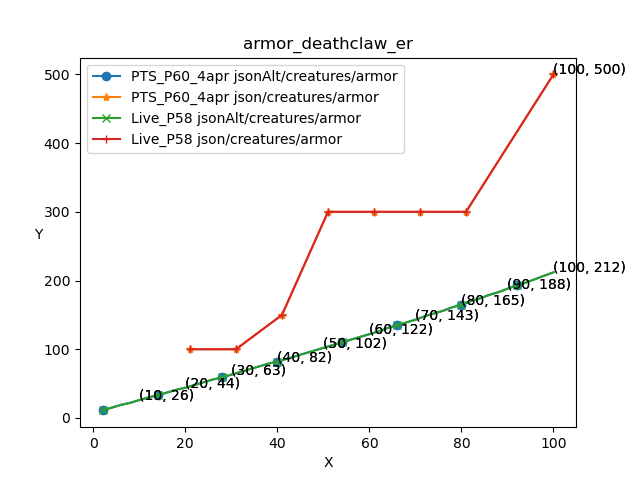 armor_deathclaw_er
PTS_P60_4apr jsonAlt/creatures/armor
PTS_P60_4apr json/creatures/armor
Live_P58 jsonAlt/creatures/armor
Live_P58 json/creatures/armor
(100, 500)
(100, 212)
(90, 188)
(80, 165)
(70, 143)
(60, 122)
(50, 102)
(40, 82)
(30, 63)
(20, 44)
(10, 26)
Y
500
400
300
200
100
0
0 20 40 60 80 100
X